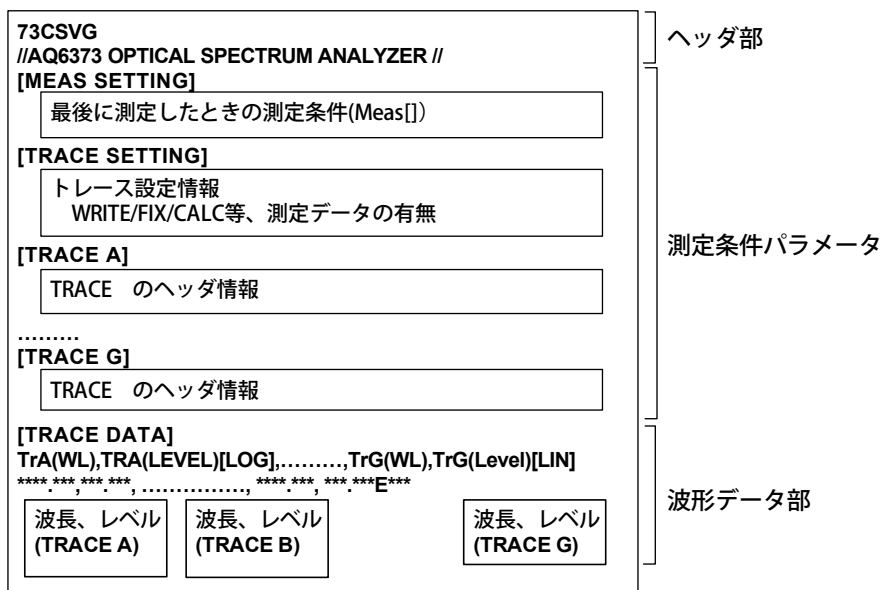 73CSVG
//AQ6373 OPTICAL SPECTRUM ANALYZER //
ヘッダ部
[MEAS SETTING]
最後に測定したときの測定条件(Meas[])
[TRACE SETTING]
トレース設定情報
WRITE/FIX/CALC等、測定データの有無
測定条件パラメータ
[TRACE A]
TRACE のヘッダ情報
………
[TRACE G]
TRACE のヘッダ情報
[TRACE DATA]
TrA(WL),TRA(LEVEL)[LOG],………,TrG(WL),TrG(Level)[LIN]
****.***,***.***, ……………, ****.***, ***.***E***
波形データ部
波長、レベル
(TRACE A)
波長、レベル
(TRACE B)
波長、レベル
(TRACE G)